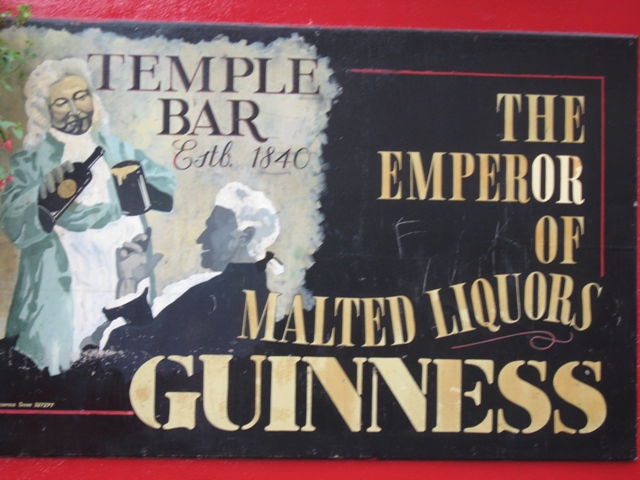 TEMPLE
BAR
Estb. 1840
THE
EMPEROR
OF
MALTED LIQUORS
GUINNESS